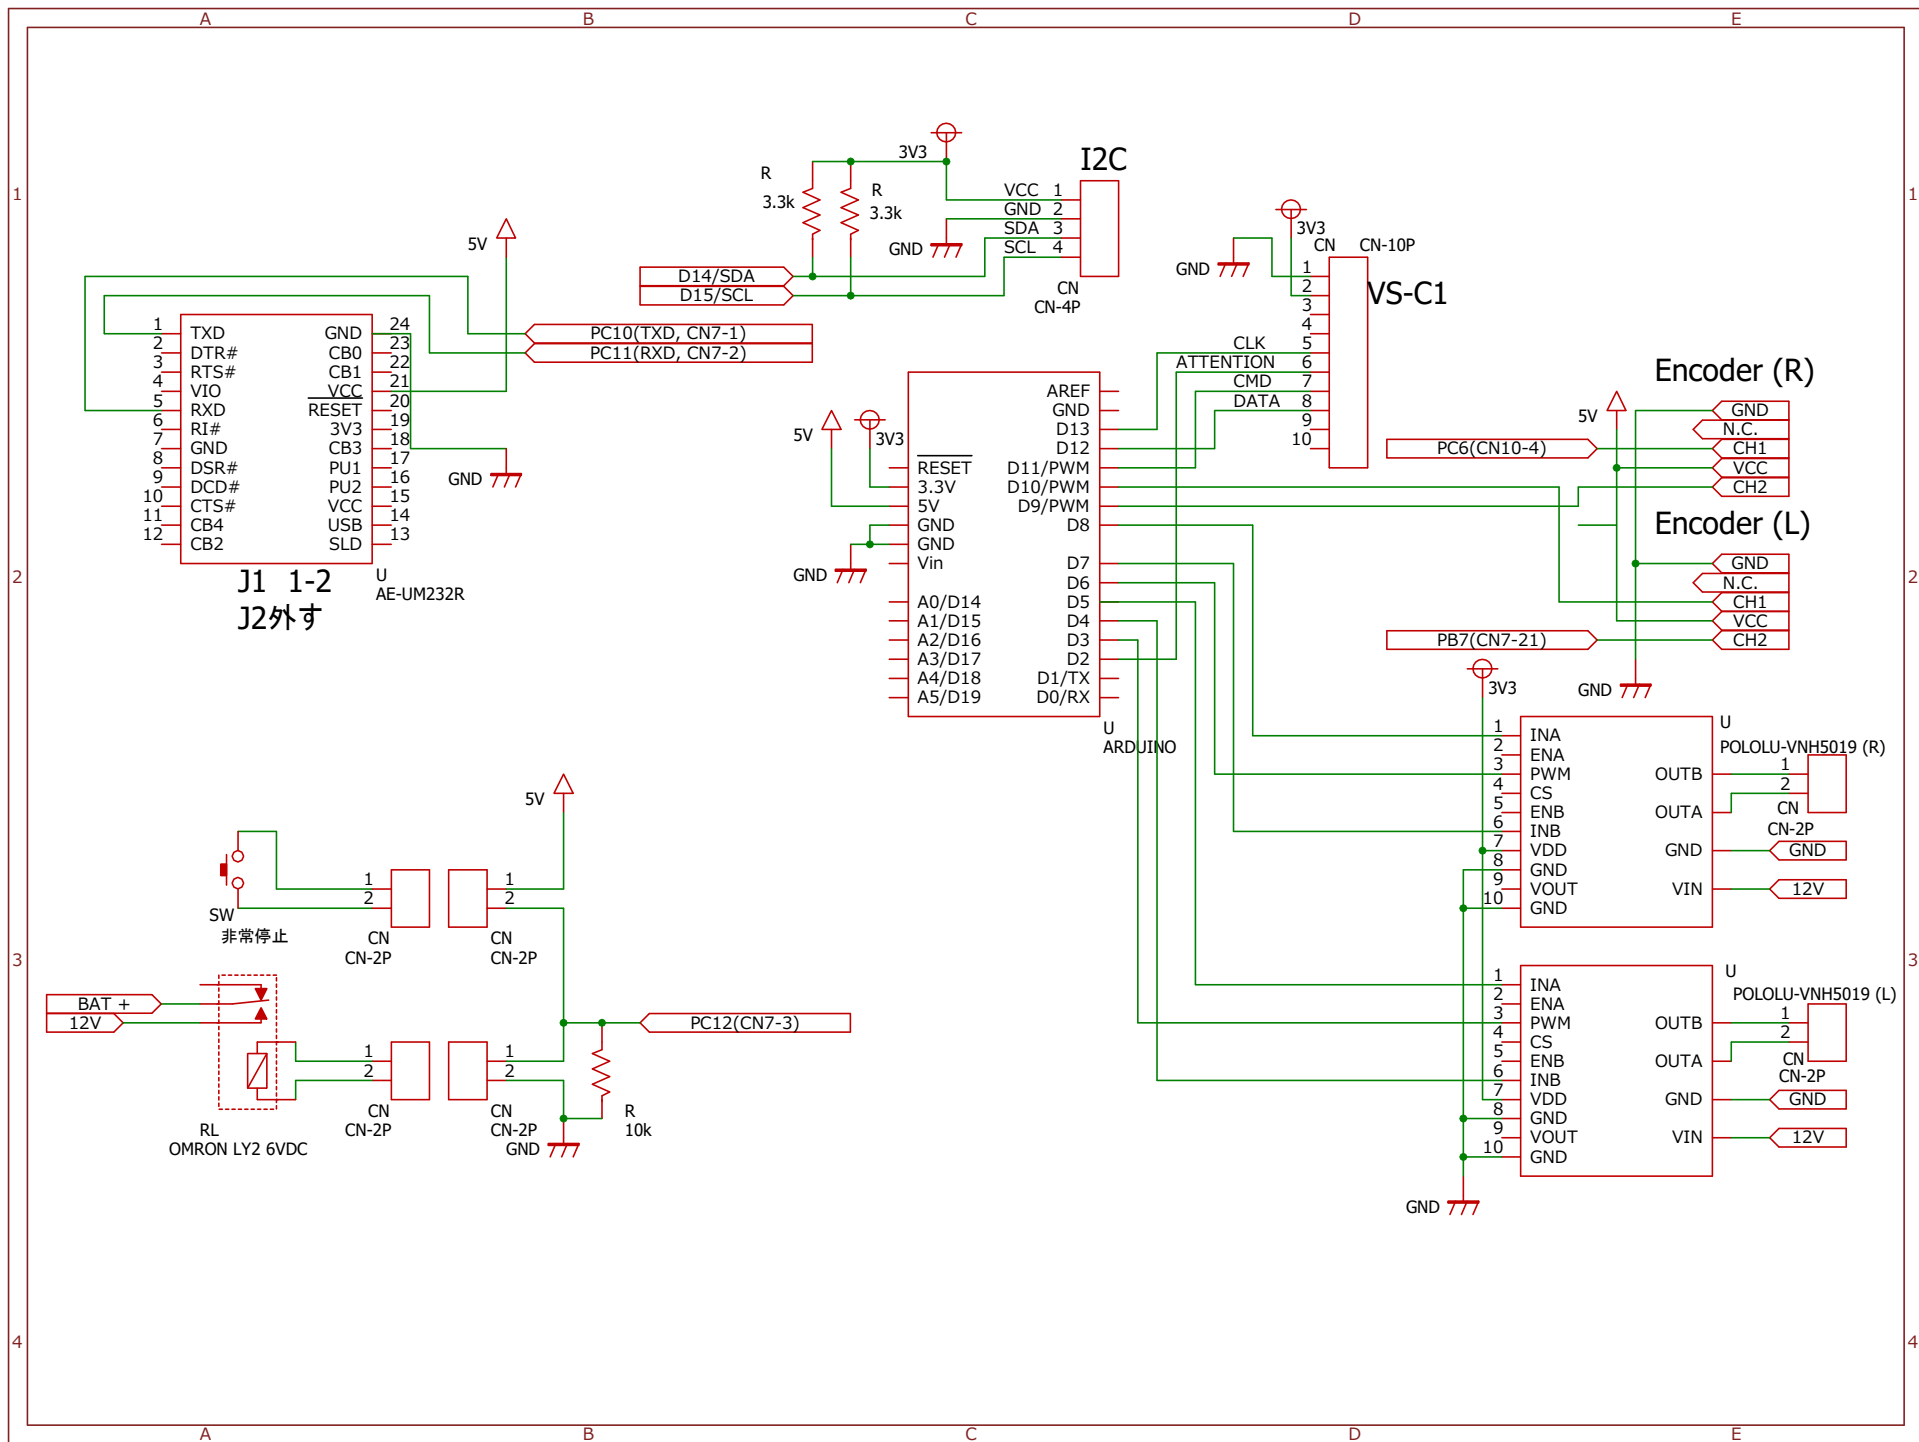 A B C D E
1 1
2 2
3 3
4 4
A B C D E
5V
1 TXD
2 DTR#
3 RTS#
4 VIO
5 RXD
6 RI#
7 GND
8 DSR#
9 DCD#
10 CTS#
11 CB4
12 CB2
GND 24
CB0 23
CB1 22
VCC 21
RESET 20
3V3 19
CB3 18
PU1 17
PU2 16
VCC 15
USB 14
SLD 13
GND
J1 1-2
J2外す
U
AE-UM232R
PC10(TXD, CN7-1)
PC11(RXD, CN7-2)
3V3
R
3.3k
R
3.3k
I2C
VCC 1
GND 2
SDA 3
SCL 4
GND
D14/SDA
D15/SCL
CN
CN-4P
3V3
CN CN-10P
GND
VS-C1
1
2
3
4
CLK 5
ATTENTION 6
CMD 7
DATA 8
9
10
5V
3V3
GND
RESET
3.3V
5V
GND
GND
Vin
A0/D14
A1/D15
A2/D16
A3/D17
A4/D18
A5/D19
AREF
GND
D13
D12
D11/PWM
D10/PWM
D9/PWM
D8
D7
D6
D5
D4
D3
D2
D1/TX
D0/RX
U
ARDUINO
Encoder (R)
5V
PC6(CN10-4)
GND
N.C.
CH1
VCC
CH2
Encoder (L)
GND
N.C.
CH1
VCC
CH2
PB7(CN7-21)
GND
3V3
1 INA
2 ENA
3 PWM
4 CS
5 ENB
6 INB
7 VDD
8 GND
9 VOUT
10 GND
OUTB
OUTA
GND
VIN
U
POLOLU-VNH5019 (R)
1
2
CN
CN-2P
GND
12V
1 INA
2 ENA
3 PWM
4 CS
5 ENB
6 INB
7 VDD
8 GND
9 VOUT
10 GND
OUTB
OUTA
GND
VIN
U
POLOLU-VNH5019 (L)
1
2
CN
CN-2P
GND
12V
GND
5V
SW
非常停止
1
2
CN
CN-2P
1
2
CN
CN-2P
BAT +
12V
RL
OMRON LY2 6VDC
1
2
CN
CN-2P
1
2
CN
CN-2P
GND
PC12(CN7-3)
R
10k